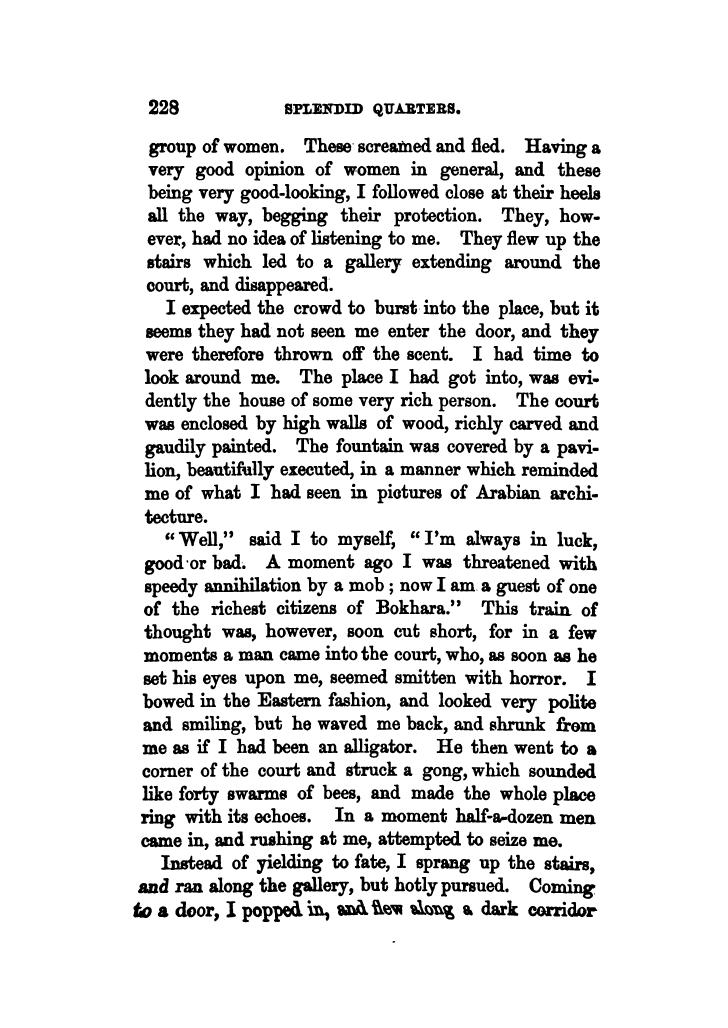 228 SPLENDID QUARTERS.
group of women. These screamed and fled. Having a
very good opinion of women in general, and these
being very good-looking, I followed close at their heels
all the way, begging their protection. They, how-
ever, had no idea of listening to me. They flew up the
stairs which led to a gallery extending around the
court, and disappeared.
I expected the crowd to burst into the place, but it
seems they had not seen me enter the door, and they
were therefore thrown off the scent. I had time to
look around me. The place I had got into, was evi-
dently the house of some very rich person. The court
was enclosed by high walls of wood, richly carved and
gaudily painted. The fountain was covered by a pavi-
lion, beautifully executed, in a manner which reminded
me of what I had seen in pictures of Arabian archi-
tecture.
"Well," said I to myself, "I'm always in luck,
good or bad. A moment ago I was threatened with
speedy annihilation by a mob; now I am a guest of one
of the richest citizens of Bokhara." This train of
thought was, however, soon cut short, for in a few
moments a man came into the court, who, as soon as he
set his eyes upon me, seemed smitten with horror. I
bowed in the Eastern fashion, and looked very polite
and smiling, but he waved me back, and shrunk from
me as if I had been an alligator. He then went to a
corner of the court and struck a gong, which sounded
like forty swarms of bees, and made the whole place
ring with its echoes. In a moment half-a-dozen men
came in, and rushing at me, attempted to seize me.
Instead of yielding to fate, I sprang up the stairs,
and ran along the gallery, but hotly pursued. Coming
to a door, I popped in, and flew along a dark corridor